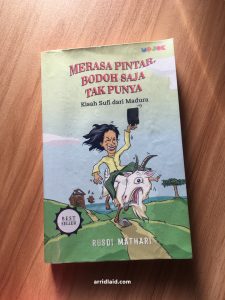 MOJOK
MERASA PINTAR,
BODOH SAJA
TAK PUNYA
Kisah Sufi dari Madura
BEST
SELLER
RUSDI MATHARI
arridlaid.com